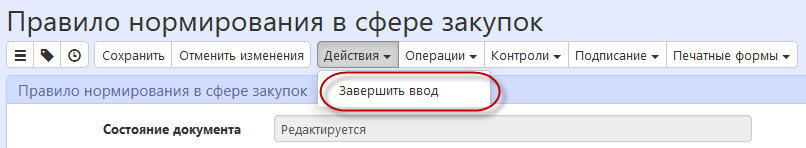 Правило нормирования в сфере закупок
Сохранить Отменить изменения Действия Операции Контроли Подписание Печатные формы
Правило нормирования в сфере закупок Завершить ввод
Состояние документа Редактируется